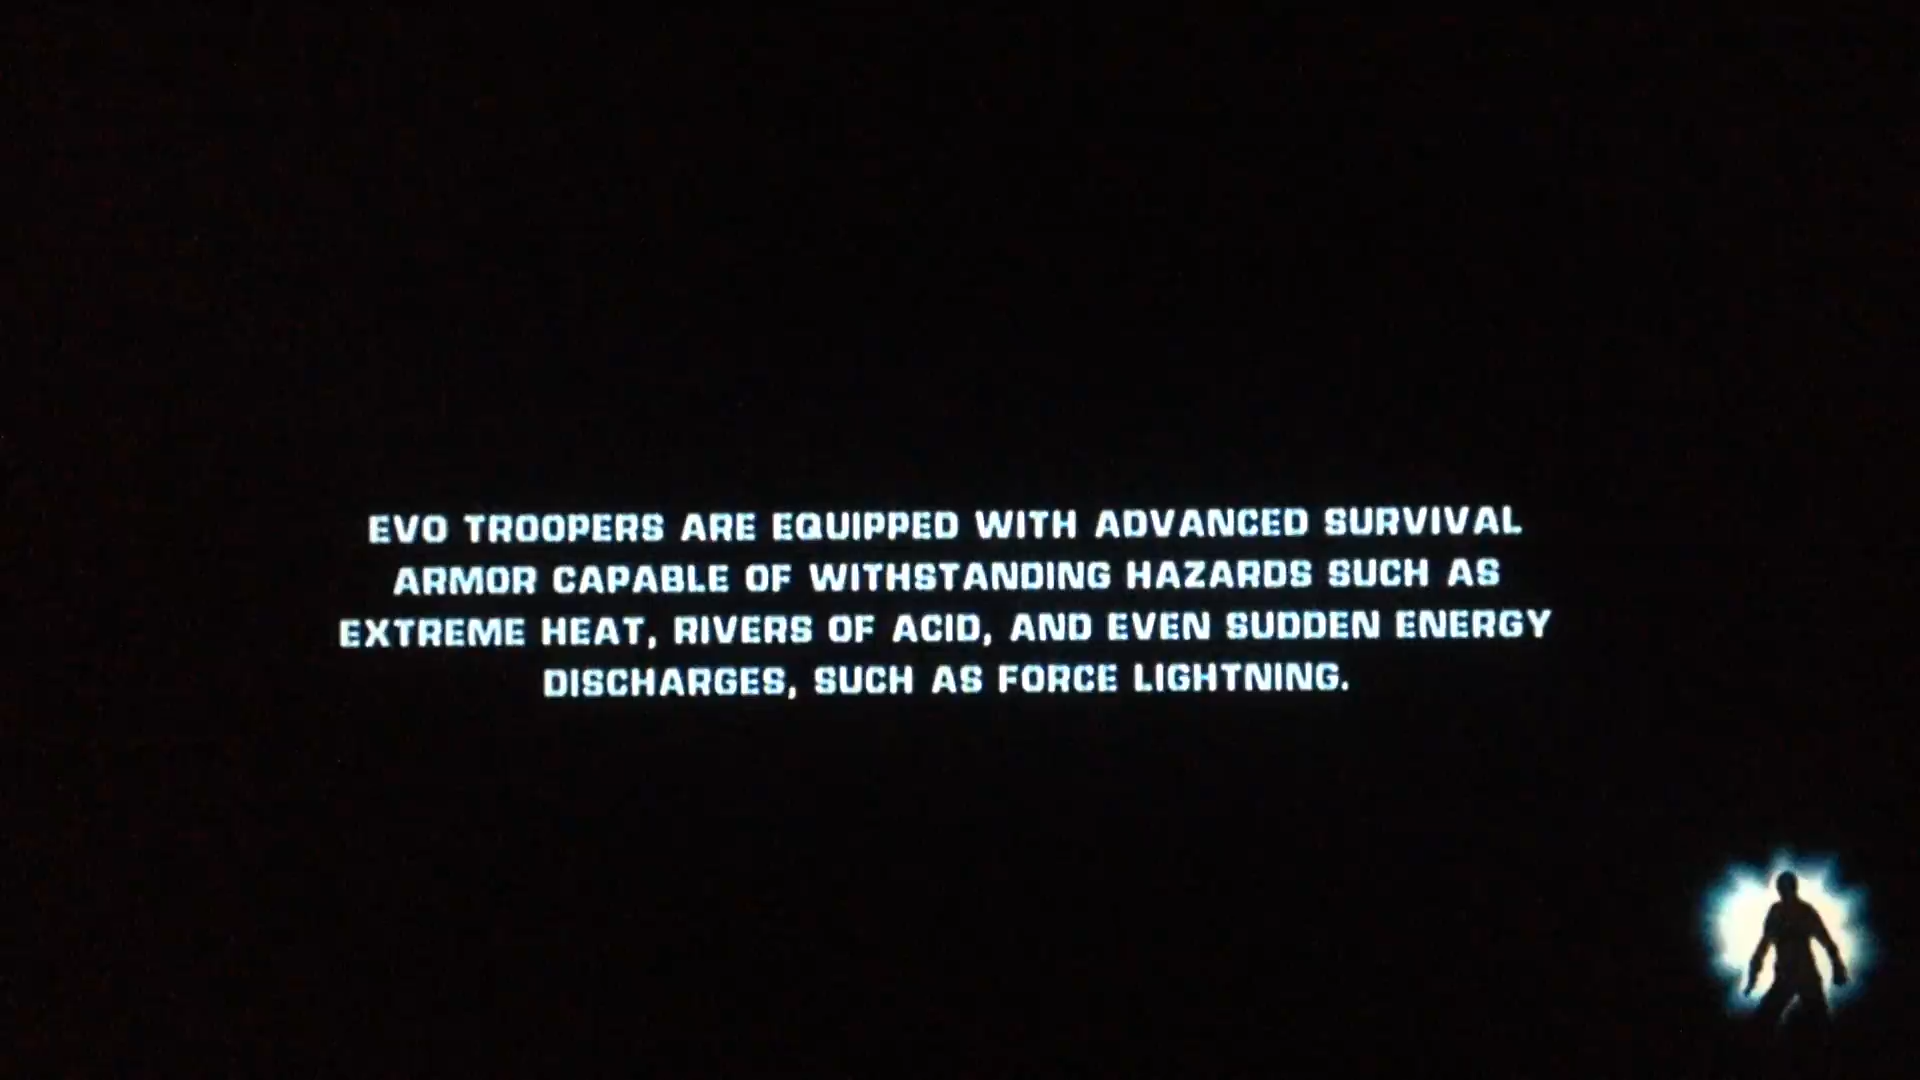 EVO TROOPERS ARE EQUIPPED WITH ADVANCED SURVIVAL
ARMOR CAPABLE OF WITHSTANDING HAZARDS SUCH AS
EXTREME HEAT, RIVERS OF ACID, AND EVEN SUDDEN ENERGY
DISCHARGES, SUCH AS FORCE LIGHTNING.